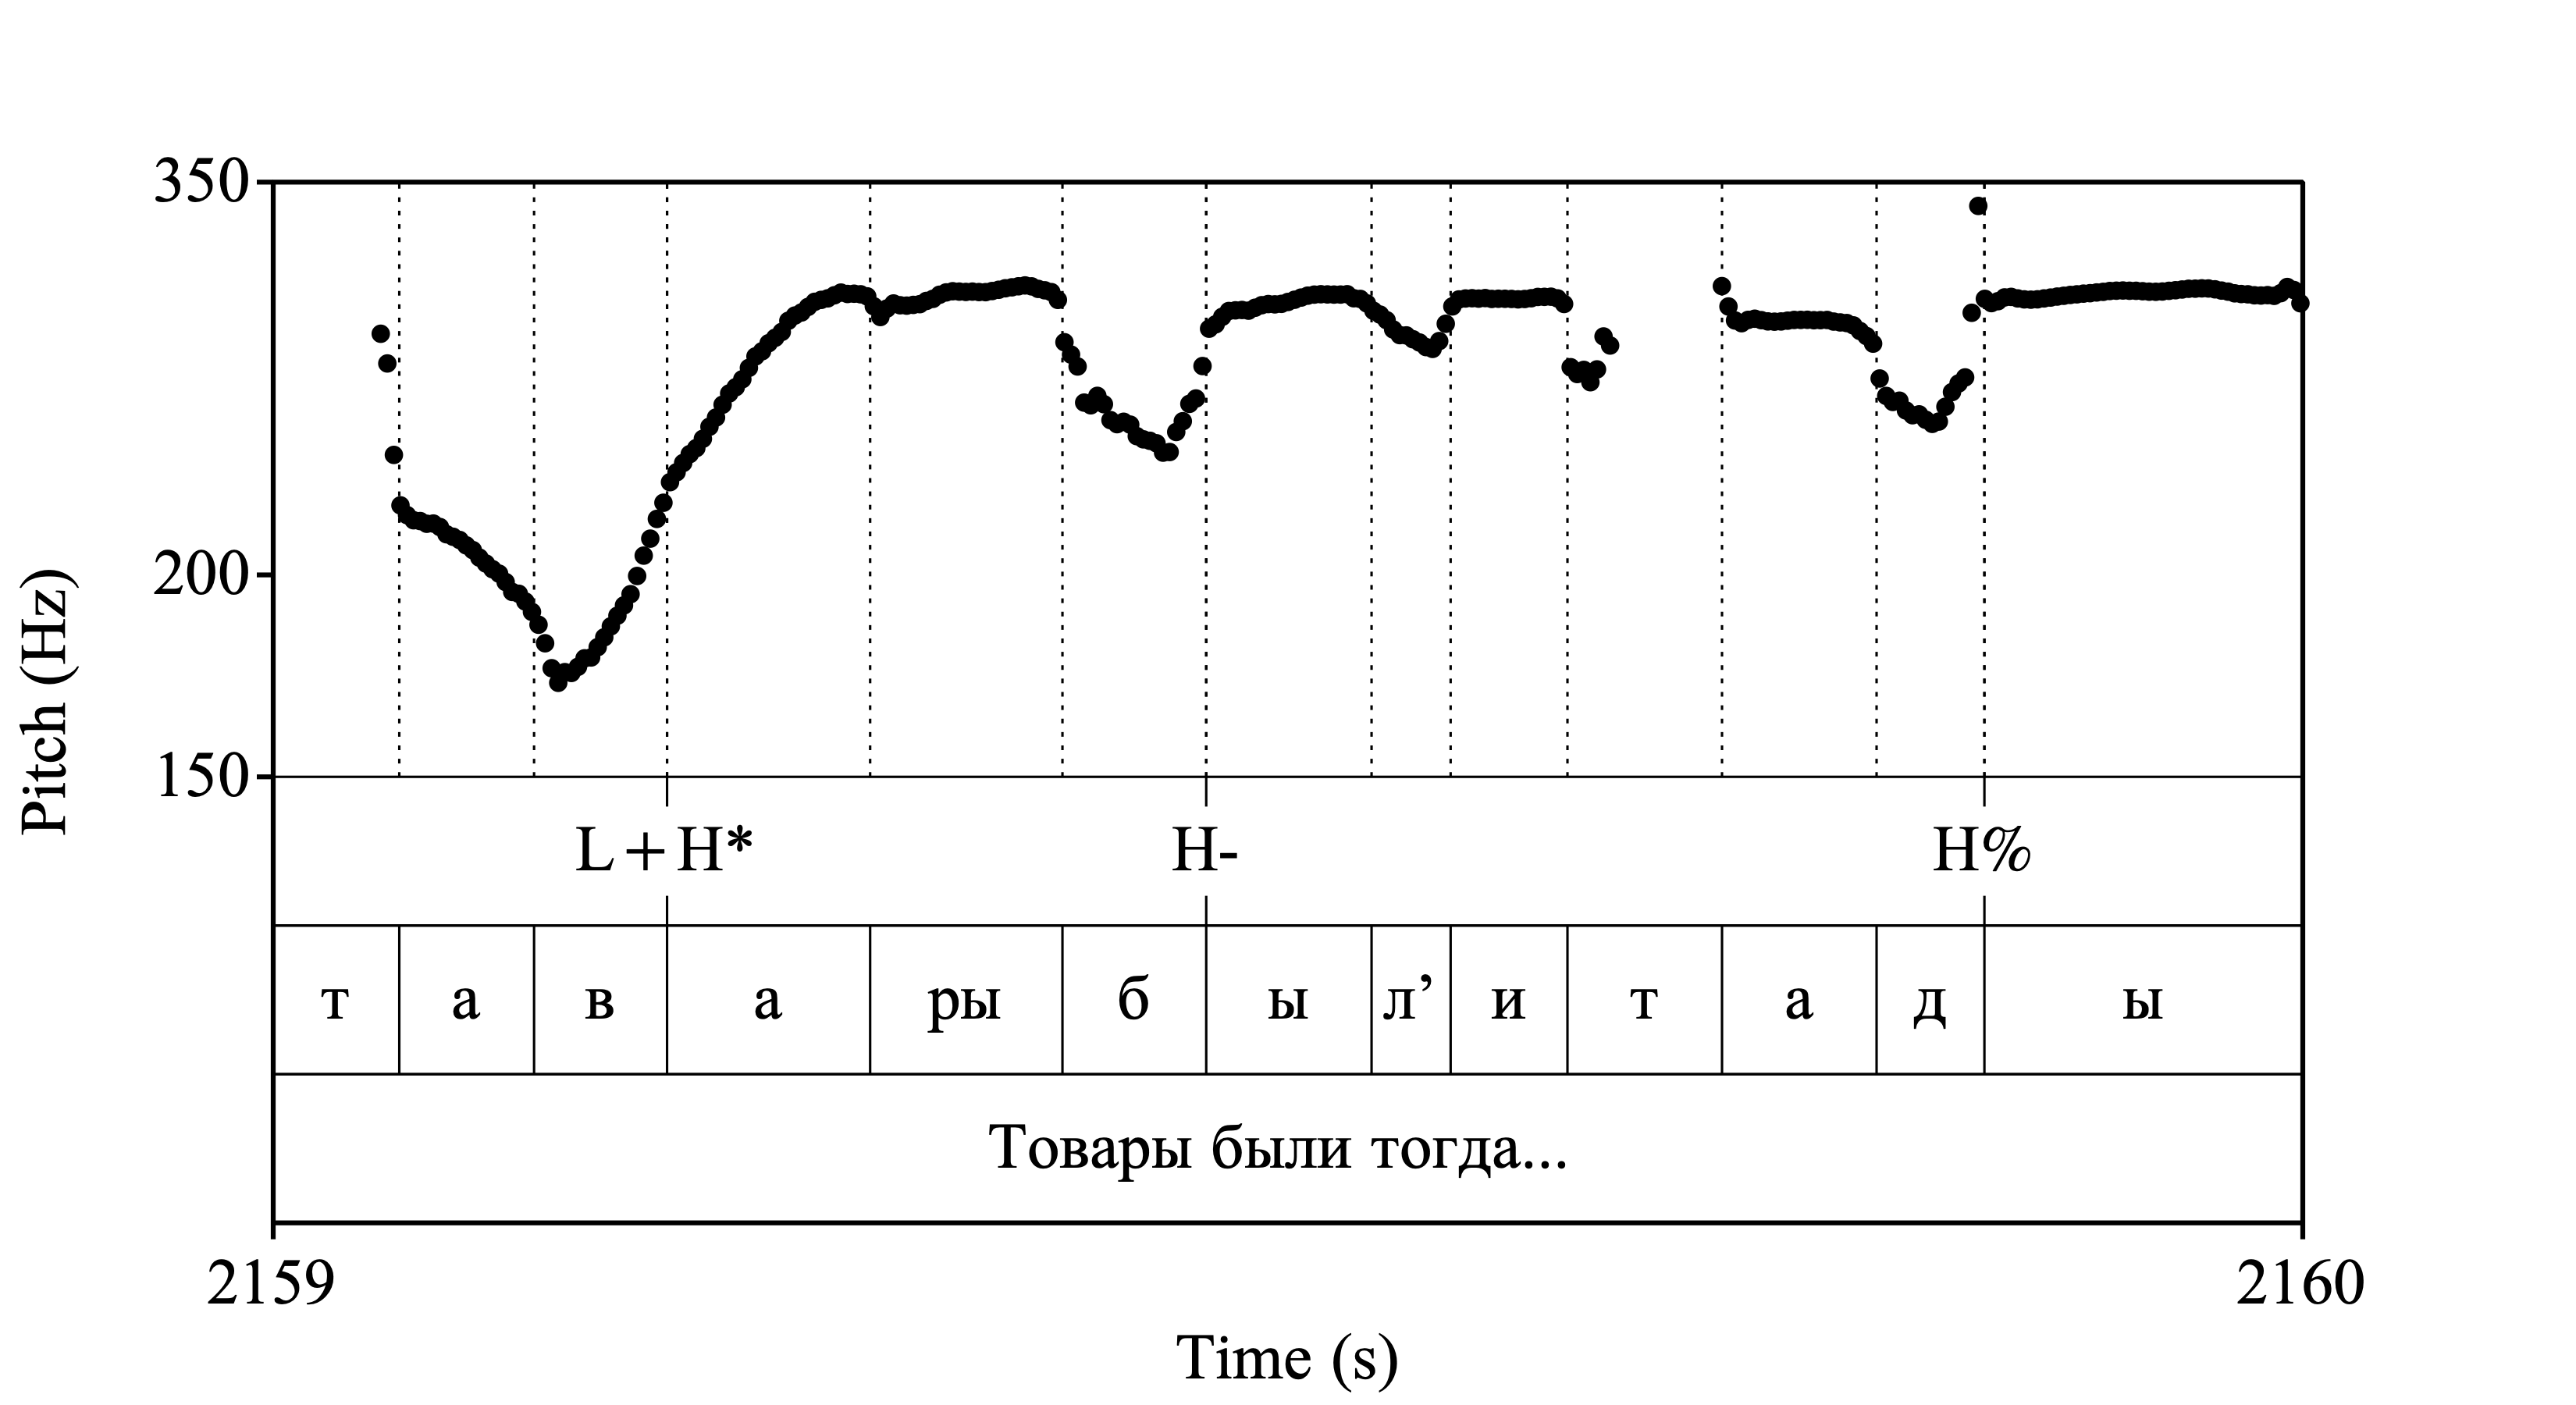 350
200
150
Pitch (Hz)
L+H* H- H%
т а в а ры б ы л’ и т а д ы
Товары были тогда...
2159 2160
Time (s)